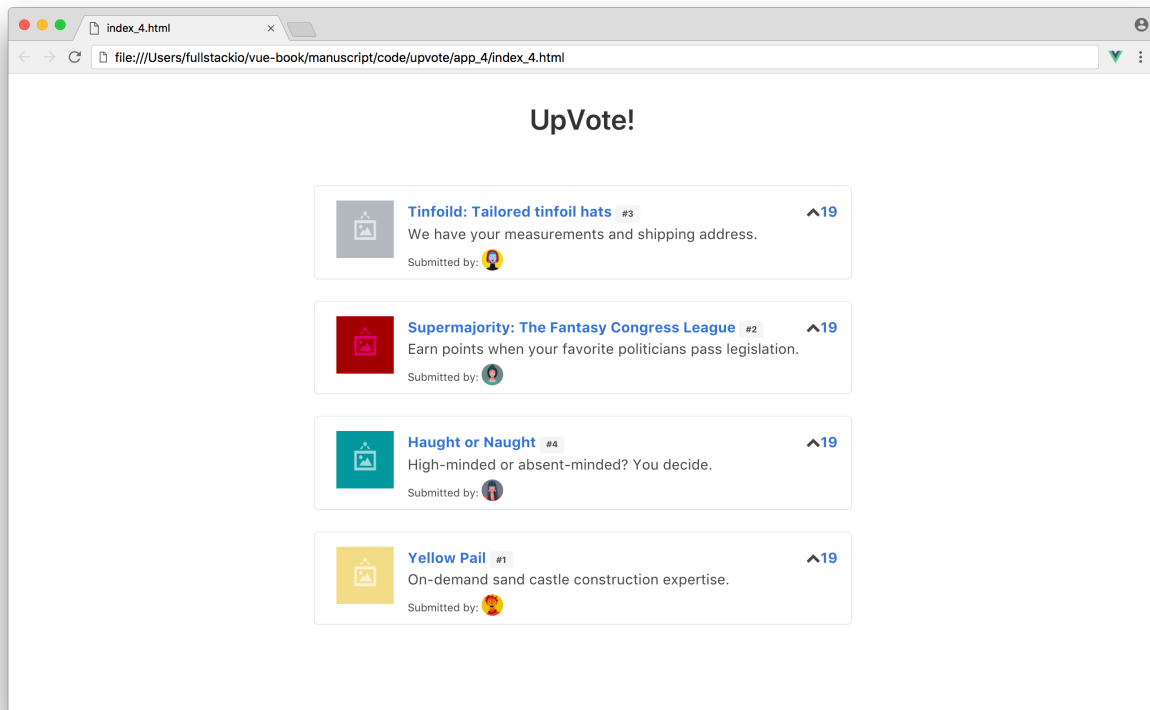 index_4.html
file:///Users/fullstackio/vue-book/manuscript/code/upvote/app_4/index_4.html
UpVote!
Tinfoild: Tailored tinfoil hats #3 19
We have your measurements and shipping address.
Submitted by:
Supermajority: The Fantasy Congress League #2 19
Earn points when your favorite politicians pass legislation.
Submitted by:
Haught or Naught #4 19
High-minded or absent-minded? You decide.
Submitted by:
Yellow Pail #1 19
On-demand sand castle construction expertise.
Submitted by: